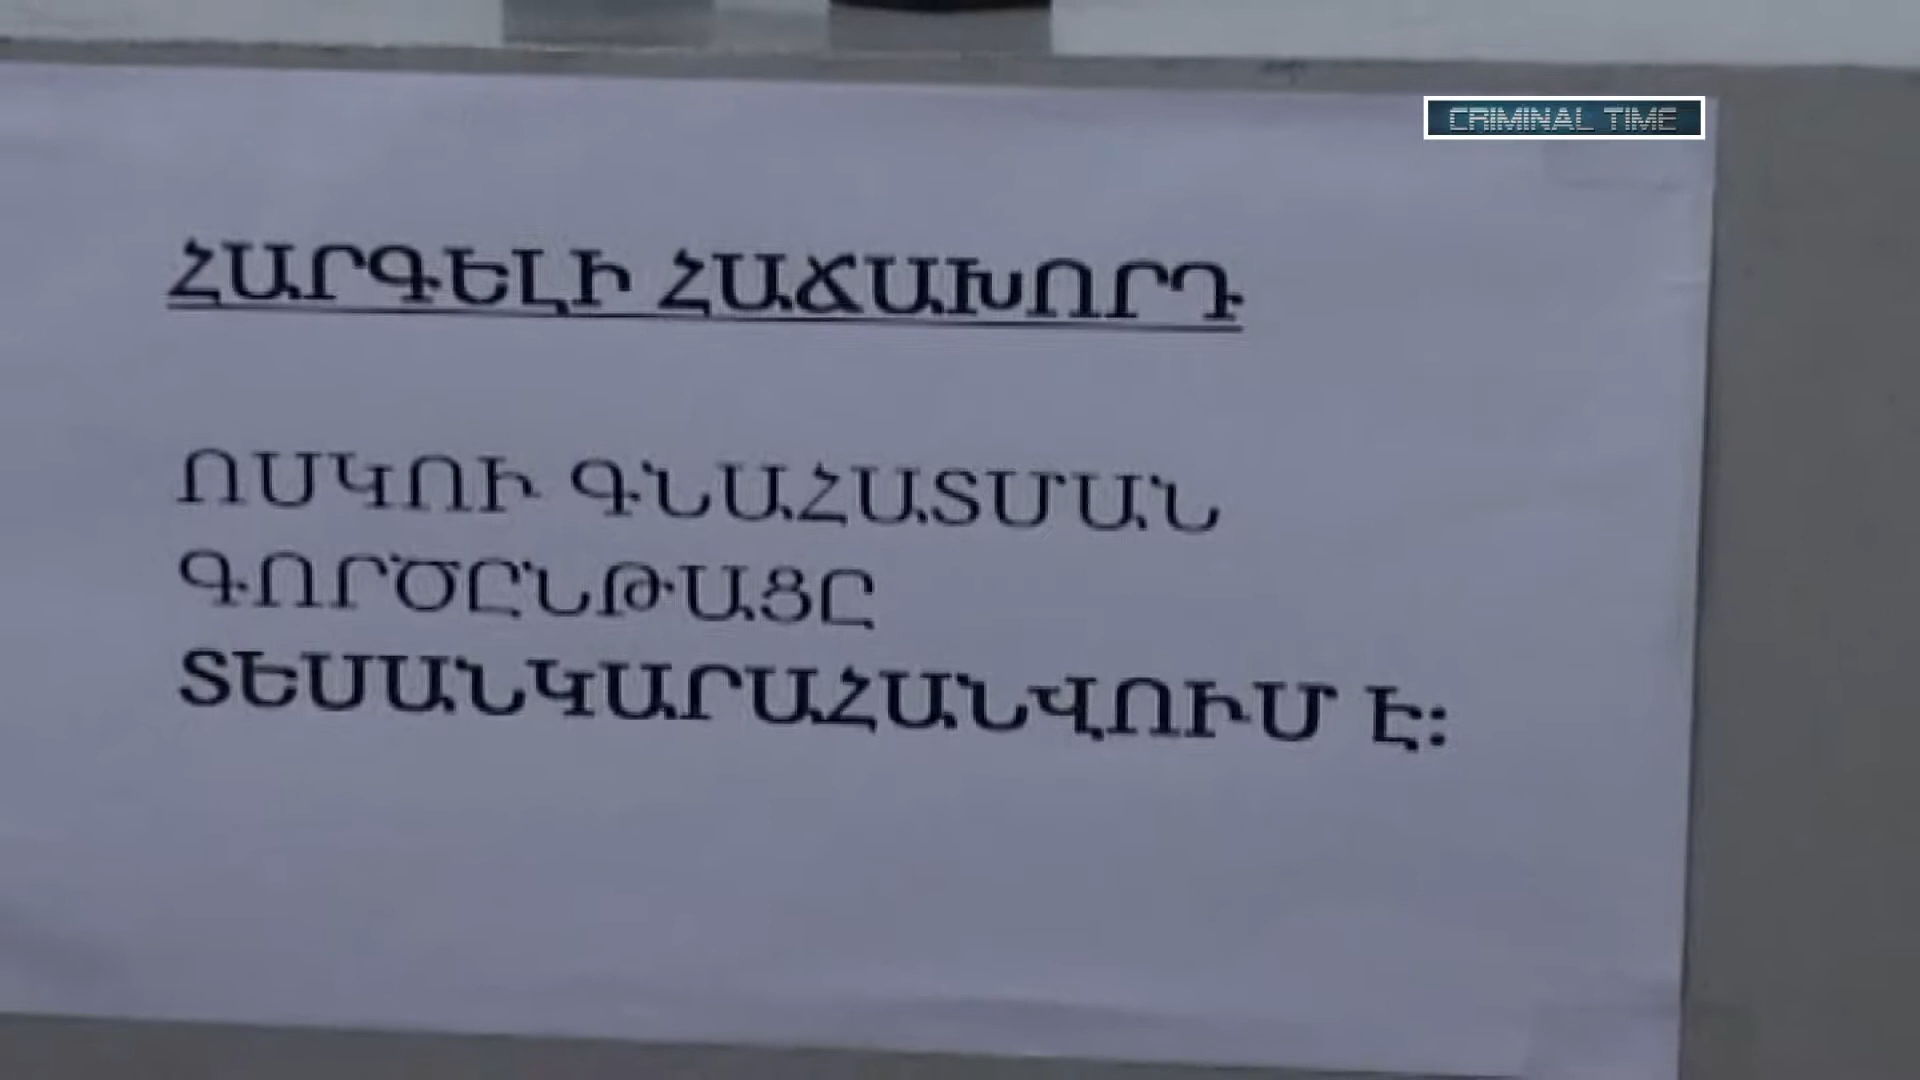 CRIMINAL TIME
ՀԱՐԳԵԼԻ ՀԱՃԱԽՈՐԴ
ՈՍԿՈՒ ԳՆԱՀԱՏՄԱՆ
ԳՈՐԾԸՆԹԱՑԸ
ՏԵՍԱՆԿԱՐԱՀԱՆՎՈՒՄ Է: